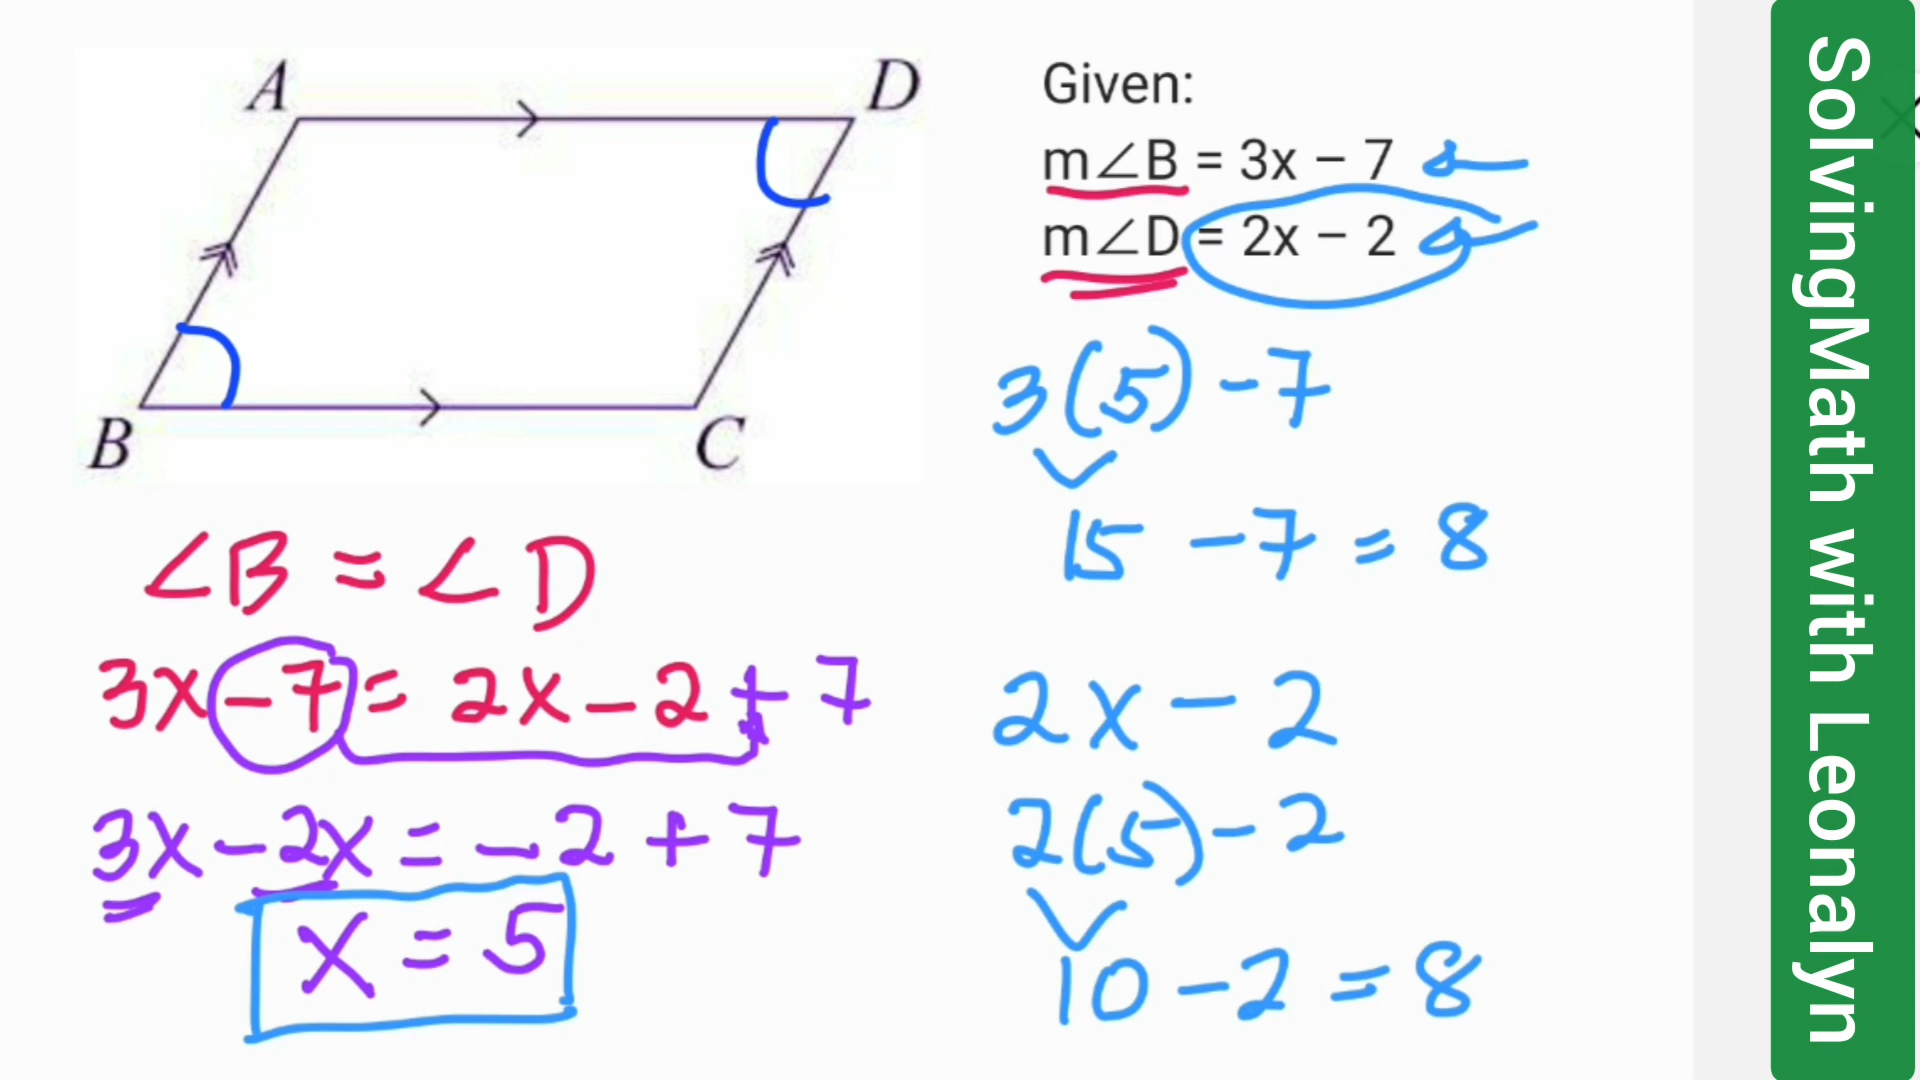 A
D
B
C
Given:
m∠B = 3x – 7
m∠D = 2x – 2
∠B = ∠D
3x - 7 = 2x - 2 + 7
3x - 2x = -2 + 7
x = 5
3(5) - 7
15 - 7 = 8
2x - 2
2(5) - 2
10 - 2 = 8
SolvingMath with Leonalyn